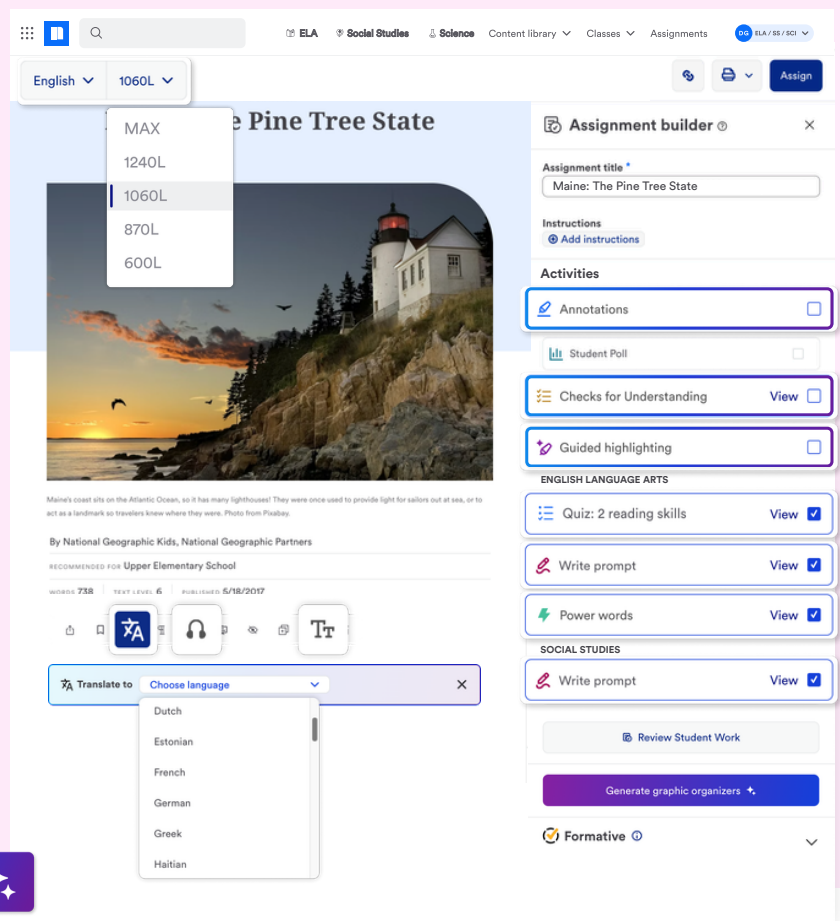 ELA
Social Studies
Science
Content library
Classes
Assignments
DG
ELA / SS / SCI
English
1060L
Assign
MAX
1240L
1060L
870L
600L
e Pine Tree State
Maine's coast sits on the Atlantic Ocean, so it has many lighthouses! They were once used to provide light for sailors out at sea, or to
act as a landmark so travelers knew where they were. Photo from Pixabay.
By National Geographic Kids, National Geographic Partners
RECOMMENDED FOR Upper Elementary School
WORDS 738
TEXT LEVEL 6
PUBLISHED 5/18/2017
Translate to
Choose language
Dutch
Estonian
French
German
Greek
Haitian
Assignment builder
Assignment title *
Maine: The Pine Tree State
Instructions
Add instructions
Activities
Annotations
Student Poll
Checks for Understanding View
Guided highlighting
ENGLISH LANGUAGE ARTS
Quiz: 2 reading skills View
Write prompt View
Power words View
SOCIAL STUDIES
Write prompt View
Review Student Work
Generate graphic organizers
Formative